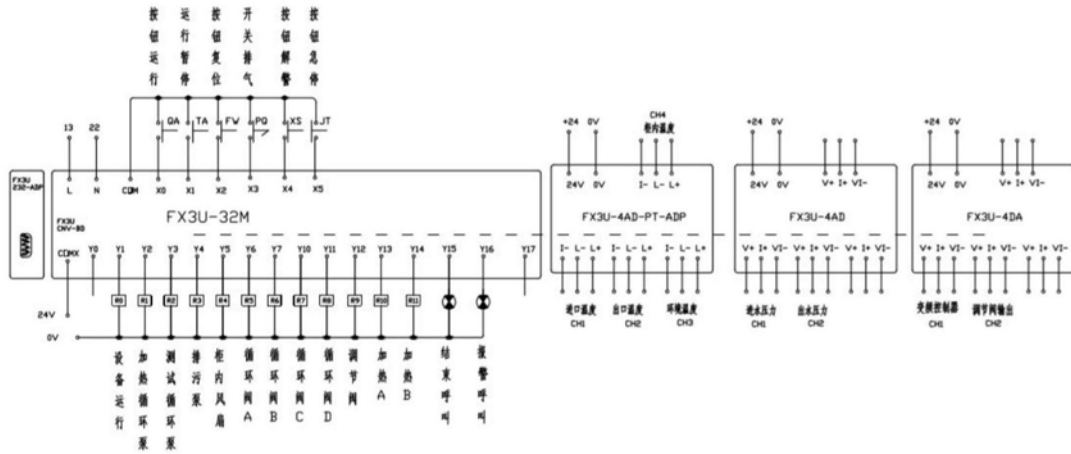 按钮运行
运行暂停
按钮复位
开关排气
按钮解警
按钮急停
QA TA FW PQ XS JT
13 22
L N COM X0 X1 X2 X3 X4 X5
FX3U
232-ADP
FX3U
CNV-BD
FX3U-32M
COMX Y0 Y1 Y2 Y3 Y4 Y5 Y6 Y7 Y10 Y11 Y12 Y13 Y14 Y15 Y16 Y17
R0 R1 R2 R3 R4 R5 R6 R7 R8 R9 R10 R11
24V
0V
设备运行
加热循环泵
测试循环泵
排污泵
柜内风扇
循环阀A
循环阀B
循环阀C
循环阀D
调节阀
加热A
加热B
结束呼叫
报警呼叫
CH4
柜内温度
+24 0V
24V 0V I- L- L+
FX3U-4AD-PT-ADP
I- L- L+ I- L- L+ I- L- L+
进口温度 出口温度 环境温度
CH1 CH2 CH3
+24 0V
24V 0V V+ I+ VI-
FX3U-4AD
V+ I+ VI- V+ I+ VI- V+ I+ VI-
进水压力 出水压力
CH1 CH2
+24 0V
24V 0V V+ I+ VI-
FX3U-4DA
V+ I+ VI- V+ I+ VI- V+ I+ VI-
变频控制器 调节阀输出
CH1 CH2